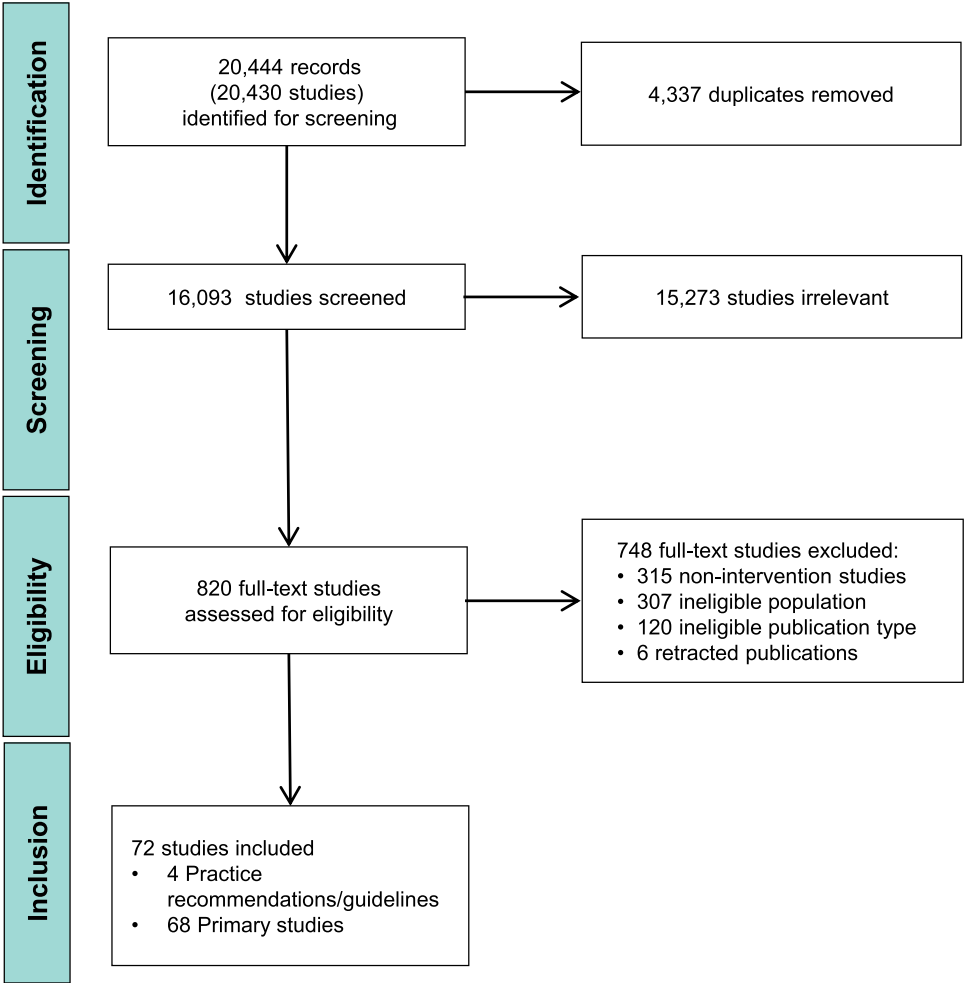 Identification
20,444 records
(20,430 studies)
identified for screening
4,337 duplicates removed
Screening
16,093 studies screened
15,273 studies irrelevant
Eligibility
820 full-text studies
assessed for eligibility
748 full-text studies excluded:
• 315 non-intervention studies
• 307 ineligible population
• 120 ineligible publication type
• 6 retracted publications
Inclusion
72 studies included
• 4 Practice
recommendations/guidelines
• 68 Primary studies